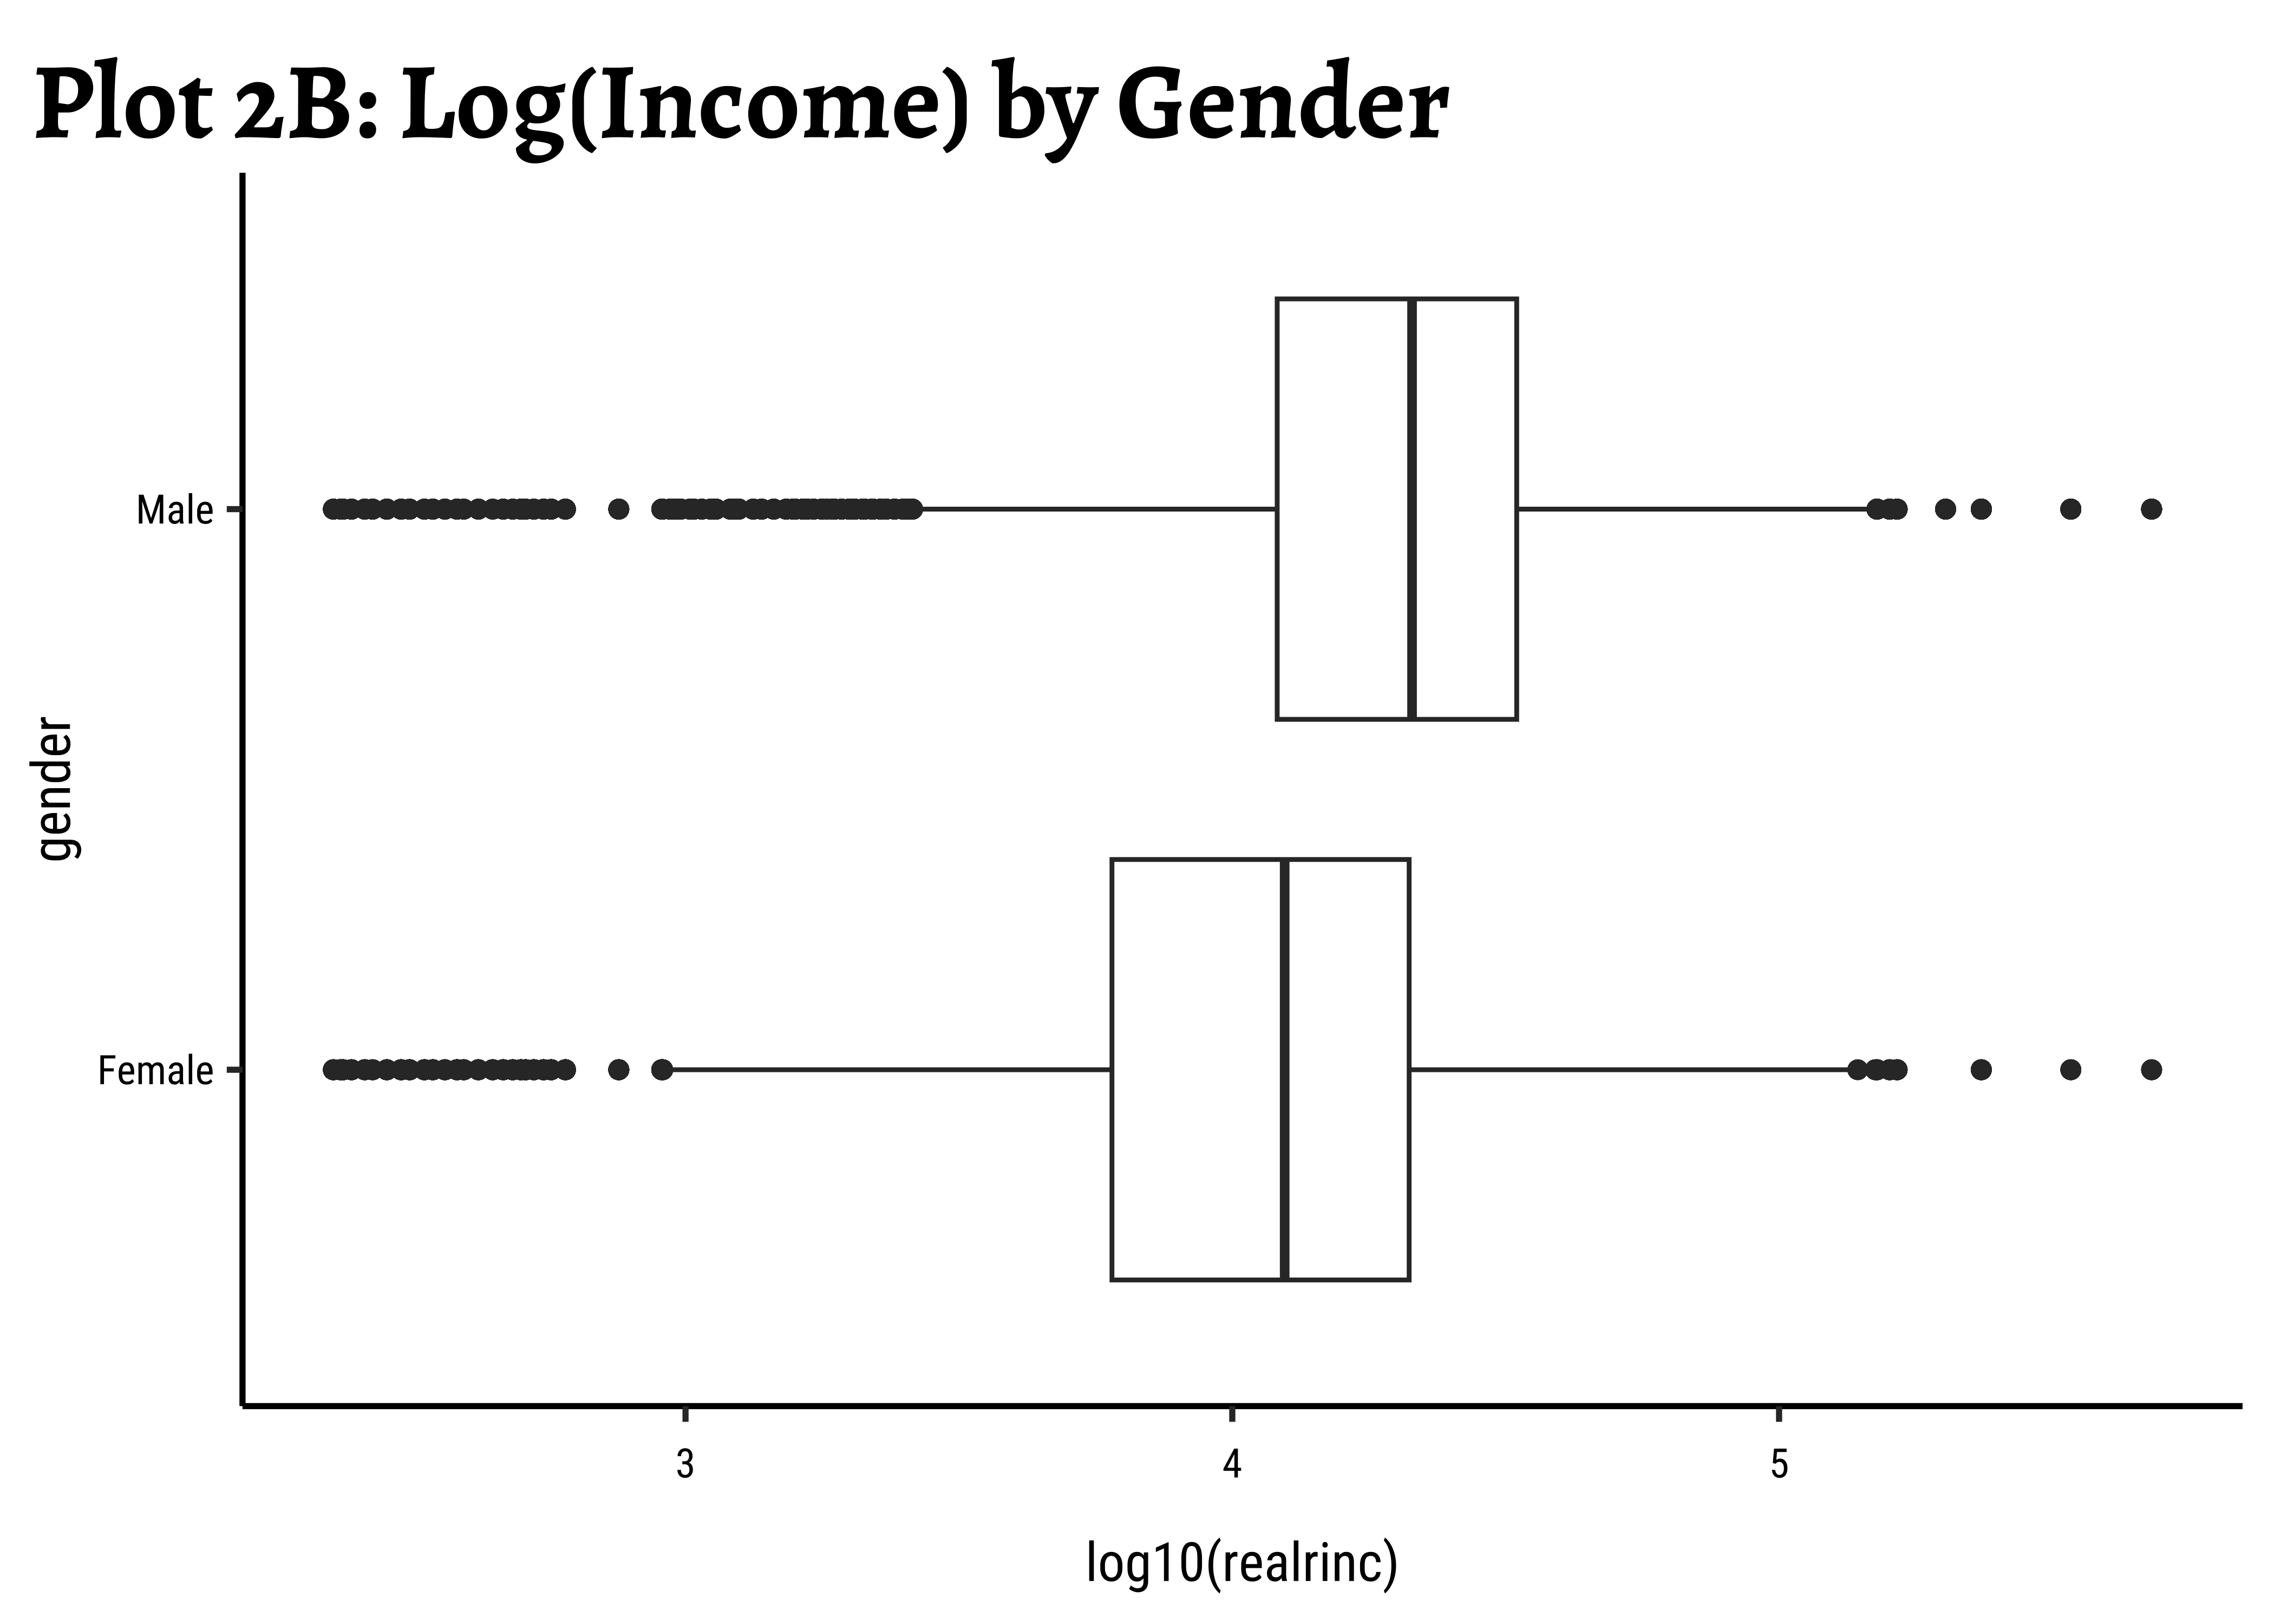 Plot 2B: Log(Income) by Gender
Male
gender
Female
3 4 5
log10(realrinc)